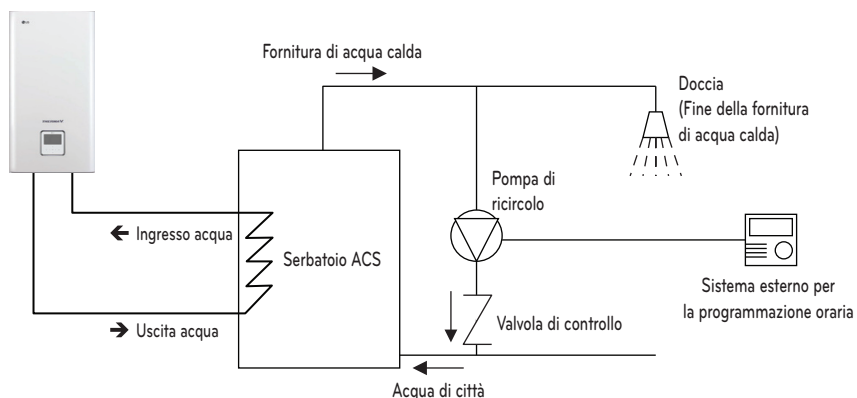 LG
Fornitura di acqua calda
Doccia
(Fine della fornitura
di acqua calda)
Pompa di
ricircolo
Ingresso acqua
Serbatoio ACS
Sistema esterno per
la programmazione oraria
Uscita acqua
Valvola di controllo
Acqua di città